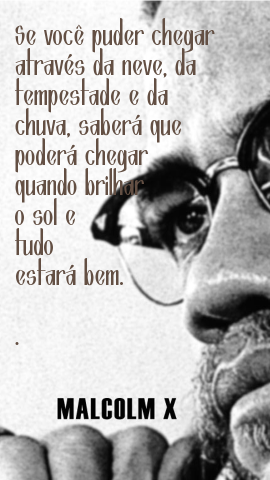 Se você puder chegar
através da neve, da
tempestade e da
chuva, saberá que
poderá chegar
quando brilhar
o sol e
tudo
estará bem.
.
MALCOLM X